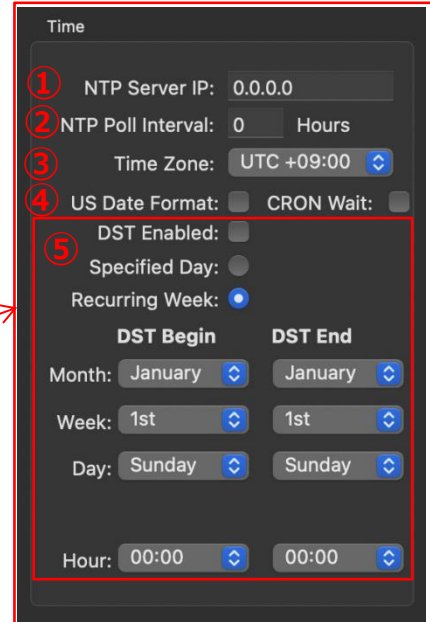 Time
① NTP Server IP: 0.0.0.0
② NTP Poll Interval: 0 Hours
③ Time Zone: UTC +09:00
④ US Date Format: CRON Wait:
⑤ DST Enabled:
Specified Day:
Recurring Week:
DST Begin DST End
Month: January January
Week: 1st 1st
Day: Sunday Sunday
Hour: 00:00 00:00